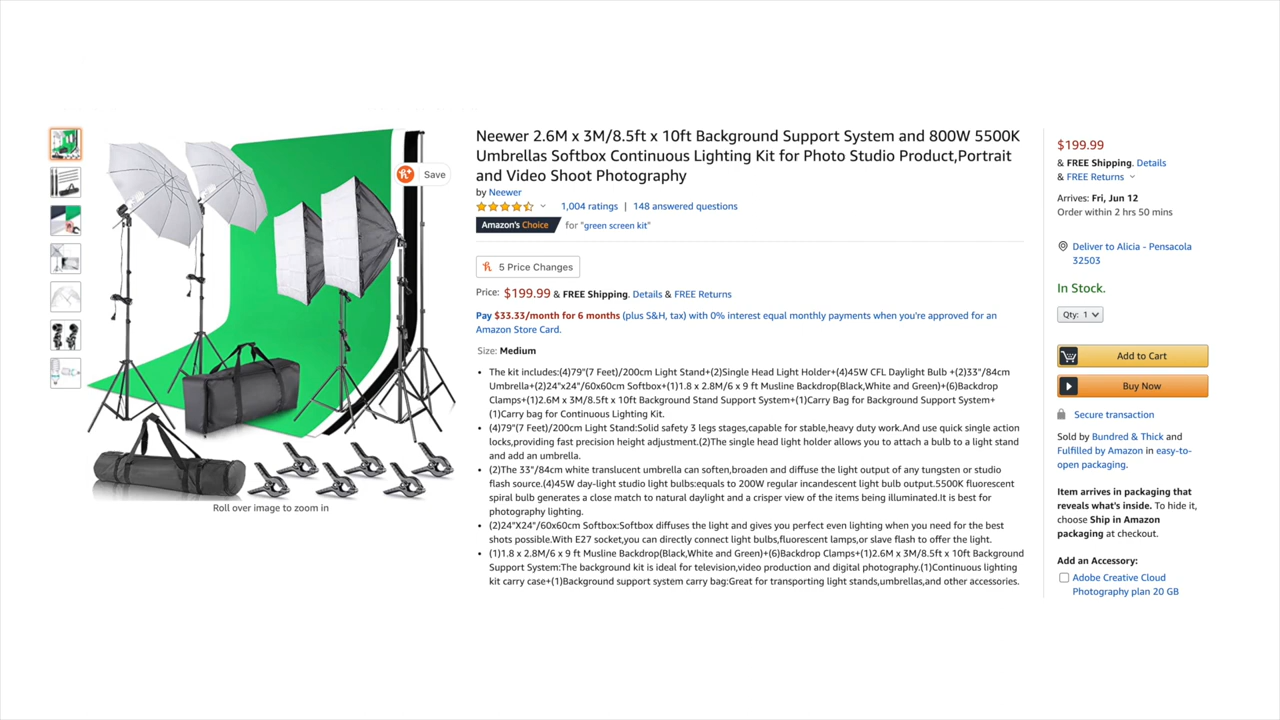 Save
Roll over image to zoom in
Neewer 2.6M x 3M/8.5ft x 10ft Background Support System and 800W 5500K
Umbrellas Softbox Continuous Lighting Kit for Photo Studio Product,Portrait
and Video Shoot Photography
by Neewer
1,004 ratings | 148 answered questions
Amazon's Choice for "green screen kit"
5 Price Changes
Price: $199.99 & FREE Shipping. Details & FREE Returns
Pay $33.33/month for 6 months (plus S&H, tax) with 0% interest equal monthly payments when you're approved for an
Amazon Store Card.
Size: Medium
• The kit includes:(4)79"(7 Feet)/200cm Light Stand+(2)Single Head Light Holder+(4)45W CFL Daylight Bulb +(2)33"/84cm
Umbrella+(2)24"x24"/60x60cm Softbox+(1)1.8 x 2.8M/6 x 9 ft Musline Backdrop(Black,White and Green)+(6)Backdrop
Clamps+(1)2.6M x 3M/8.5ft x 10ft Background Stand Support System+(1)Carry Bag for Background Support System+
(1)Carry bag for Continuous Lighting Kit.
• (4)79"(7 Feet)/200cm Light Stand:Solid safety 3 legs stages,capable for stable,heavy duty work.And use quick single action
locks,providing fast precision height adjustment.(2)The single head light holder allows you to attach a bulb to a light stand
and add an umbrella.
• (2)The 33"/84cm white translucent umbrella can soften,broaden and diffuse the light output of any tungsten or studio
flash source.(4)45W day-light studio light bulbs:equals to 200W regular incandescent light bulb output.5500K fluorescent
spiral bulb generates a close match to natural daylight and a crisper view of the items being illuminated.It is best for
photography lighting.
• (2)24"X24"/60x60cm Softbox:Softbox diffuses the light and gives you perfect even lighting when you need for the best
shots possible.With E27 socket,you can directly connect light bulbs,fluorescent lamps,or slave flash to offer the light.
• (1)1.8 x 2.8M/6 x 9 ft Musline Backdrop(Black,White and Green)+(6)Backdrop Clamps+(1)2.6M x 3M/8.5ft x 10ft Background
Support System:The background kit is ideal for television,video production and digital photography.(1)Continuous lighting
kit carry case+(1)Background support system carry bag:Great for transporting light stands,umbrellas,and other accessories.
$199.99
& FREE Shipping. Details
& FREE Returns
Arrives: Fri, Jun 12
Order within 2 hrs 50 mins
Deliver to Alicia - Pensacola
32503
In Stock.
Qty: 1
Add to Cart
Buy Now
Secure transaction
Sold by Bundred & Thick and
Fulfilled by Amazon in easy-to-
open packaging.
Item arrives in packaging that
reveals what's inside. To hide it,
choose Ship in Amazon
packaging at checkout.
Add an Accessory:
Adobe Creative Cloud
Photography plan 20 GB